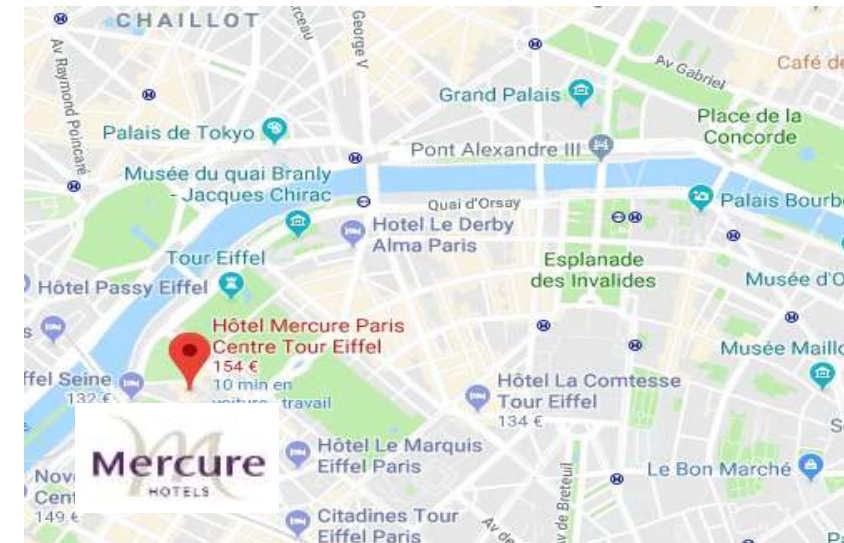 CHAILLOT
George V
Av Raymond Poincaré
Av Gabriel
Café de
Grand Palais
Place de la
Concorde
Palais de Tokyo
Pont Alexandre III
Musée du quai Branly
- Jacques Chirac
Quai d'Orsay
Palais Bourb
Hotel Le Derby
Alma Paris
Tour Eiffel
Esplanade
des Invalides
Hôtel Passy Eiffel
Musée d'O
Hôtel Mercure Paris
Centre Tour Eiffel
154 €
10 min en
voiture, travail
Musée Maillo
ffel Seine
132 €
Hôtel La Comtesse
Tour Eiffel
134 €
Mercure
HOTELS
Hôtel Le Marquis
Eiffel Paris
Le Bon Marché
Nov
Cent
149 €
Citadines Tour
Eiffel Paris
Av de
v de Breteuil